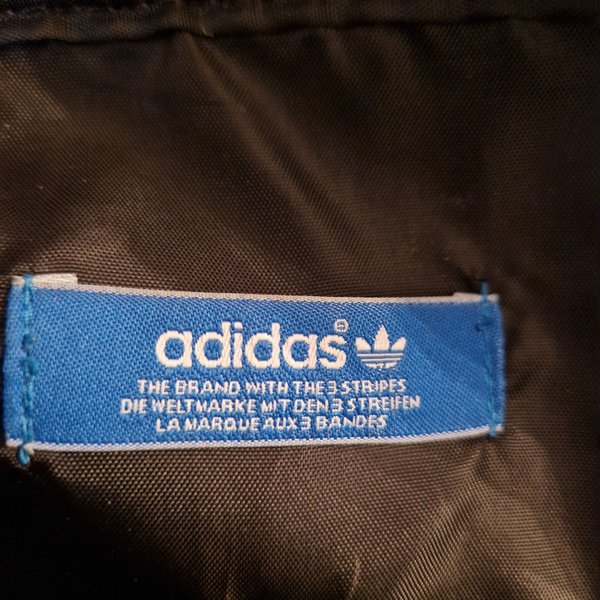 adidas®
THE BRAND WITH THE 3 STRIPES
DIE WELTMARKE MIT DEN 3 STREIFEN
LA MARQUE AUX 3 BANDES